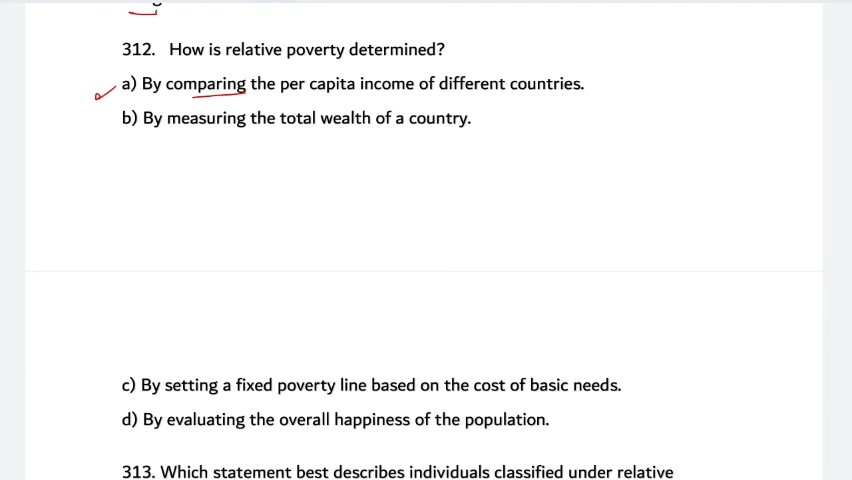 312. How is relative poverty determined?
a) By comparing the per capita income of different countries.
b) By measuring the total wealth of a country.
c) By setting a fixed poverty line based on the cost of basic needs.
d) By evaluating the overall happiness of the population.
313. Which statement best describes individuals classified under relative